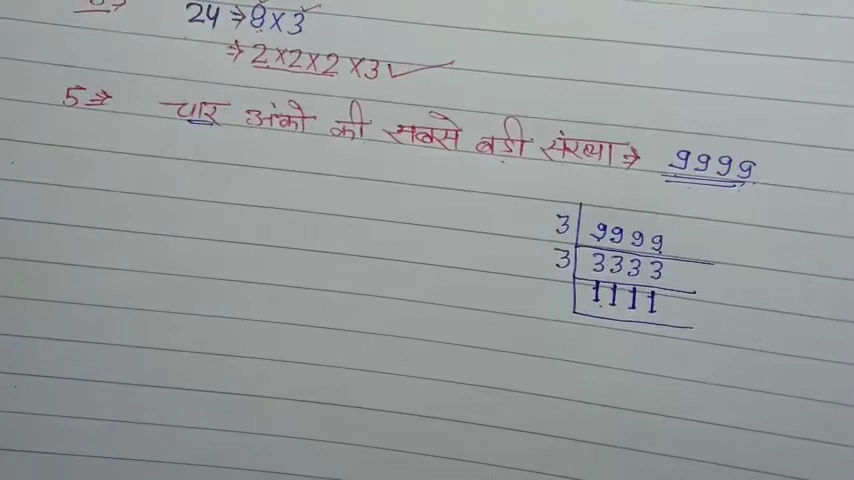 24 ⇒ 8×3
⇒ 2×2×2×3 ✓
5⇒ चार अंको की सबसे बड़ी संख्या ⇒ 9999
3 | 9999
3 | 3333
1111